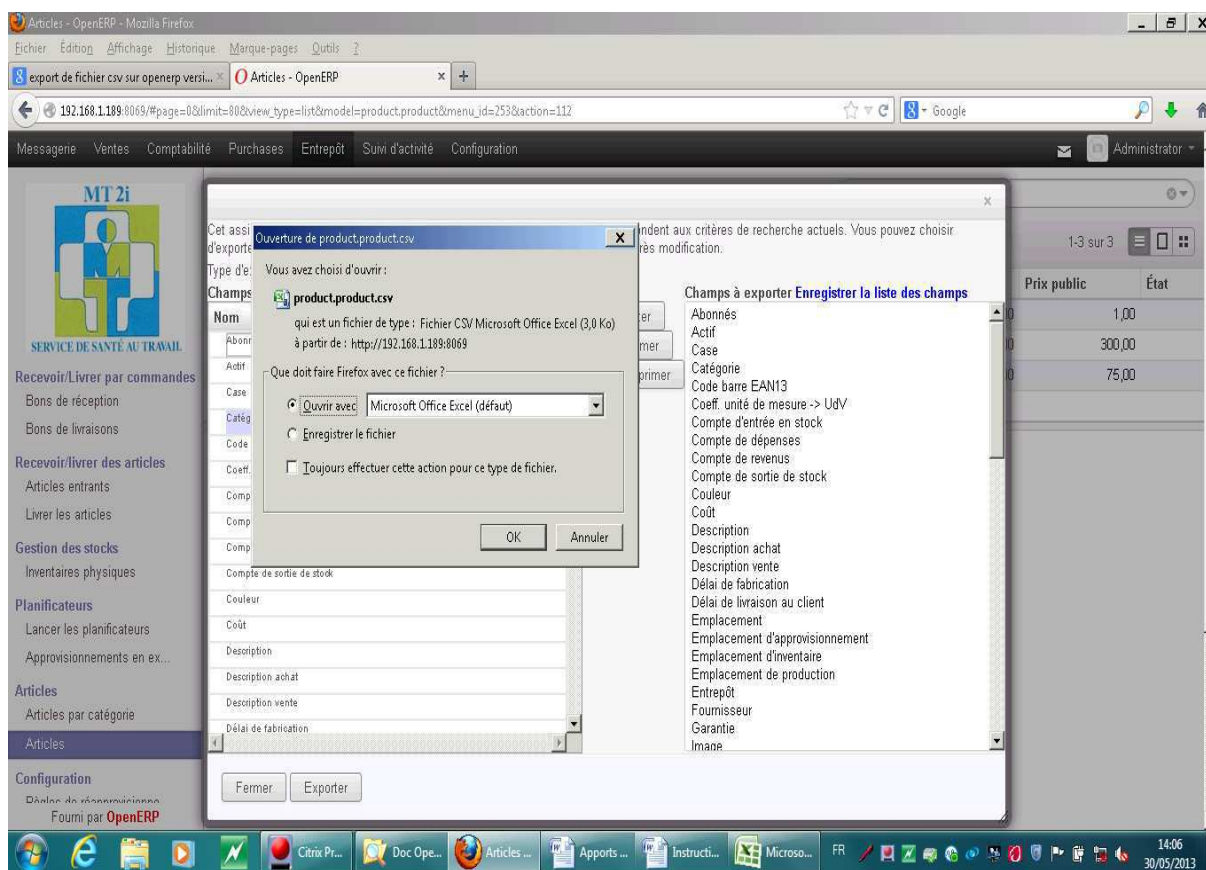 Articles - OpenERP - Mozilla Firefox
Fichier Édition Affichage Historique Marque-pages Outils ?
export de fichier csv sur openerp versi...
Articles - OpenERP
192.168.1.189:8069/#page=0&limit=80&view_type=list&model=product.product&menu_id=253&action=112
Google
Messagerie Ventes Comptabilité Purchases Entrepôt Suivi d'activité Configuration
Administrator
MT2i
SERVICE DE SANTÉ AU TRAVAIL
Recevoir/Livrer par commandes
Bons de réception
Bons de livraisons
Recevoir/livrer des articles
Articles entrants
Livrer les articles
Gestion des stocks
Inventaires physiques
Planificateurs
Lancer les planificateurs
Approvisionnements en ex...
Articles
Articles par catégorie
Articles
Configuration
Fourni par OpenERP
Cet assi
indent aux critères de recherche actuels. Vous pouvez choisir
d'exporte
rès modification.
Type d'e
Champs
Nom
Abonn
Actif
Case
Catég
Code
Coeff.
Comp
Comp
Comp
Compte de sortie de stock
Couleur
Coût
Description
Description achat
Description vente
Délai de fabrication
Ouverture de product.product.csv
Vous avez choisi d'ouvrir :
product.product.csv
qui est un fichier de type : Fichier CSV Microsoft Office Excel (3,0 Ko)
à partir de : http://192.168.1.189:8069
Que doit faire Firefox avec ce fichier ?
Ouvrir avec Microsoft Office Excel (défaut)
Enregistrer le fichier
Toujours effectuer cette action pour ce type de fichier.
OK Annuler
ter
mer
primer
Champs à exporter Enregistrer la liste des champs
Abonnés
Actif
Case
Catégorie
Code barre EAN13
Coeff. unité de mesure -> UdV
Compte d'entrée en stock
Compte de dépenses
Compte de revenus
Compte de sortie de stock
Couleur
Coût
Description
Description achat
Description vente
Délai de fabrication
Délai de livraison au client
Emplacement
Emplacement d'approvisionnement
Emplacement d'inventaire
Emplacement de production
Entrepôt
Fournisseur
Garantie
Image
Fermer Exporter
1-3 sur 3
Prix public État
1,00
300,00
75,00
Citrix Pr... Doc Ope... Articles ... Apports ... Instructi... Microso... FR
14:06
30/05/2013